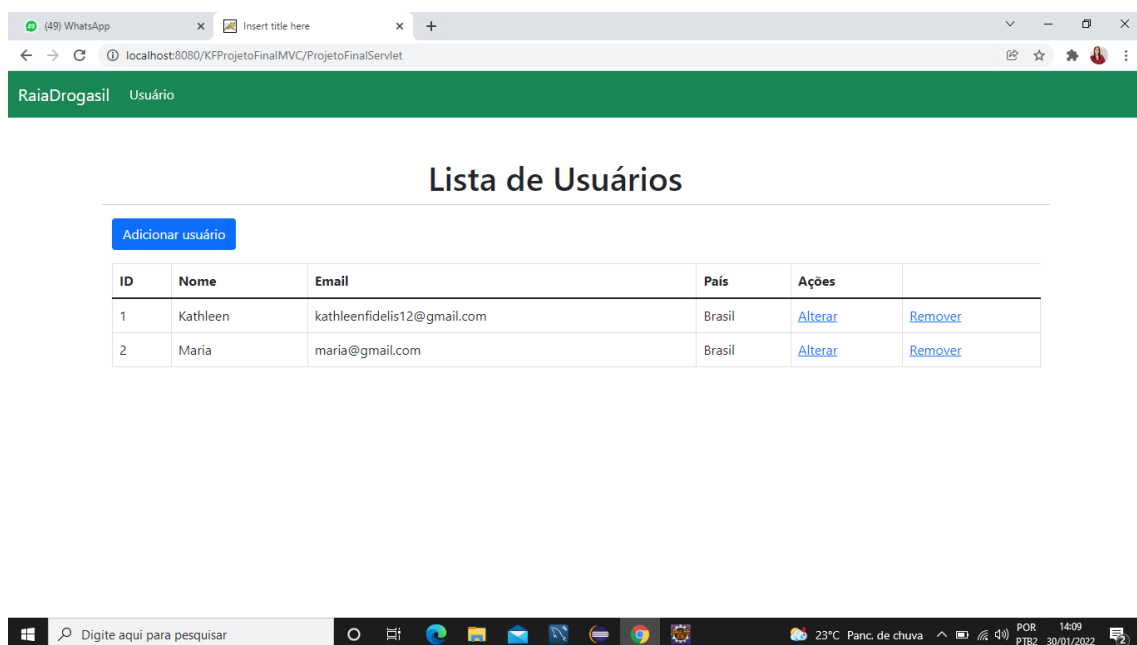 (49) WhatsApp
Insert title here
localhost:8080/KFProjetoFinalMVC/ProjetoFinalServlet
RaiaDrogasil Usuário
Lista de Usuários
Adicionar usuário
ID Nome Email País Ações
1 Kathleen kathleenfidelis12@gmail.com Brasil Alterar Remover
2 Maria maria@gmail.com Brasil Alterar Remover
Digite aqui para pesquisar
23°C Panc. de chuva
POR 14:09
PTB2 30/01/2022
2